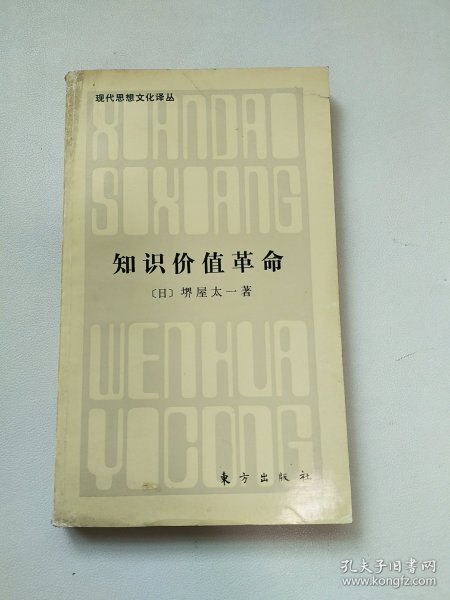 现代思想文化译丛
XIANDAI
SIXIANG
知识价值革命
〔日〕堺屋太一著
WENHUA
YICONG
東方出版社
孔夫子旧书网
www.kongfz.com